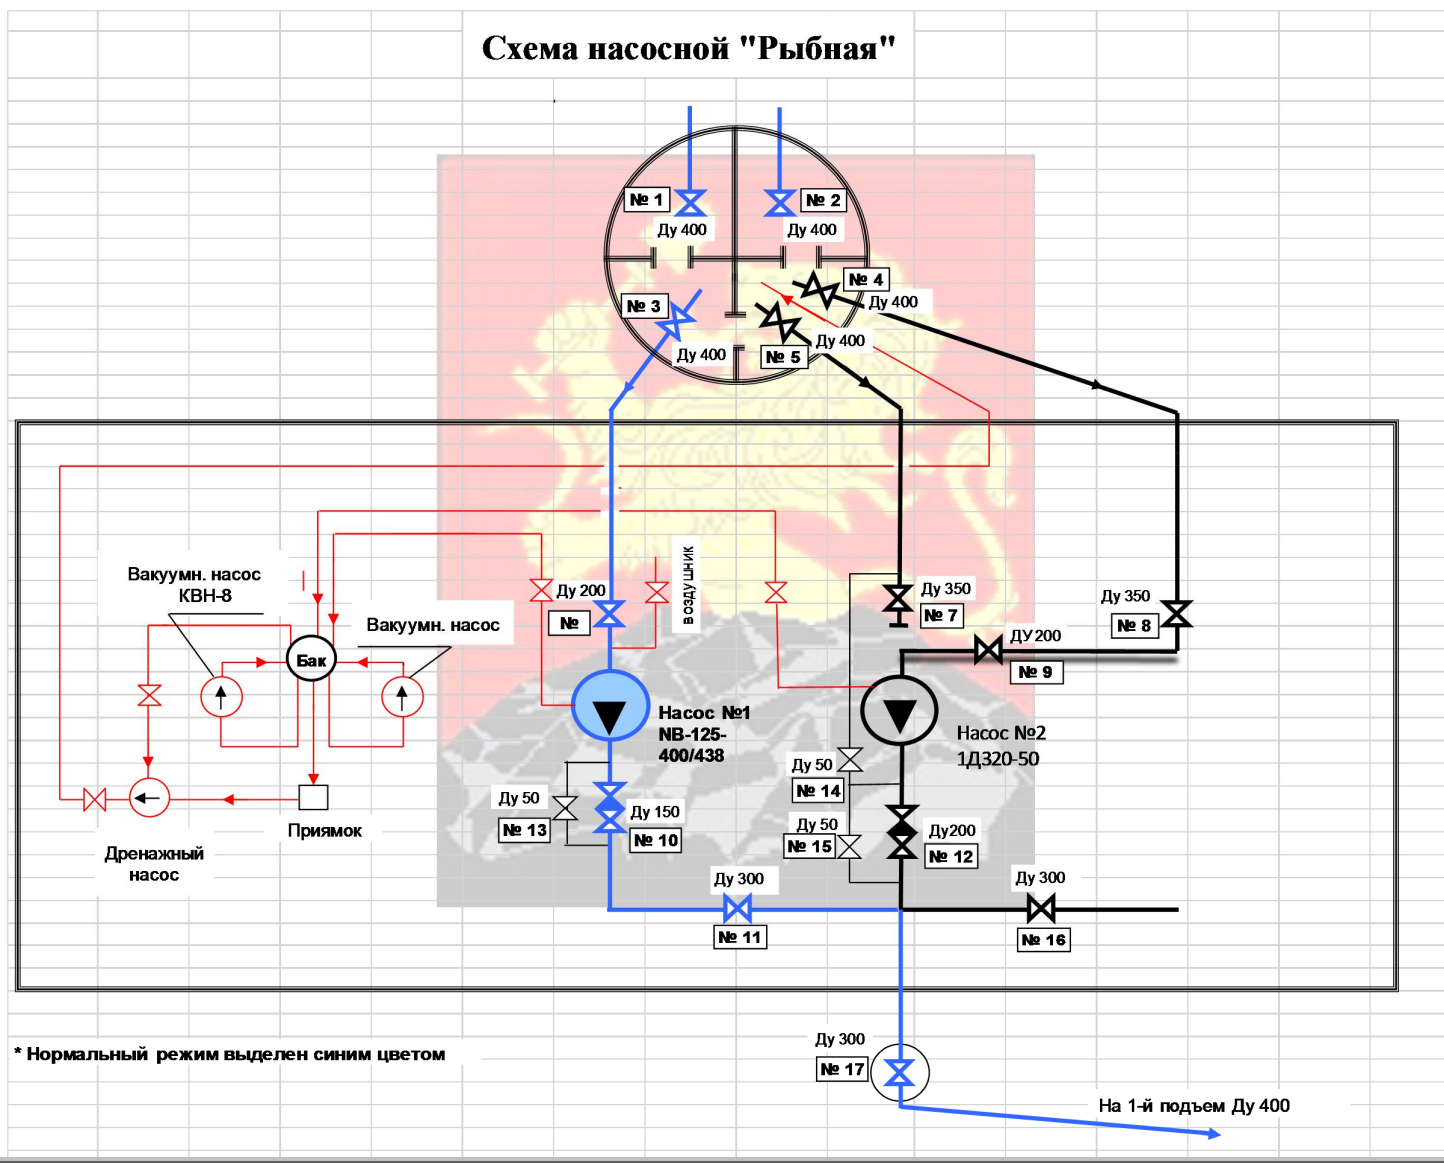 Схема насосной "Рыбная"
№ 1
№ 2
Ду 400
Ду 400
№ 4
№ 3
Ду 400
Ду 400
Ду 400
№ 5
Вакуумн. насос
КВН-8
Вакуумн. насос
Бак
Ду 200
№
воздушник
Ду 350
№ 7
Ду 350
№ 8
ДУ200
№ 9
Насос №1
NB-125-
400/438
Насос №2
1Д320-50
Ду 50
№ 14
Ду 50
№ 13
Ду 150
№ 10
Ду 50
№ 15
Ду200
№ 12
Приямок
Дренажный
насос
Ду 300
№ 11
Ду 300
№ 16
* Нормальный режим выделен синим цветом
Ду 300
№ 17
На 1-й подъем Ду 400